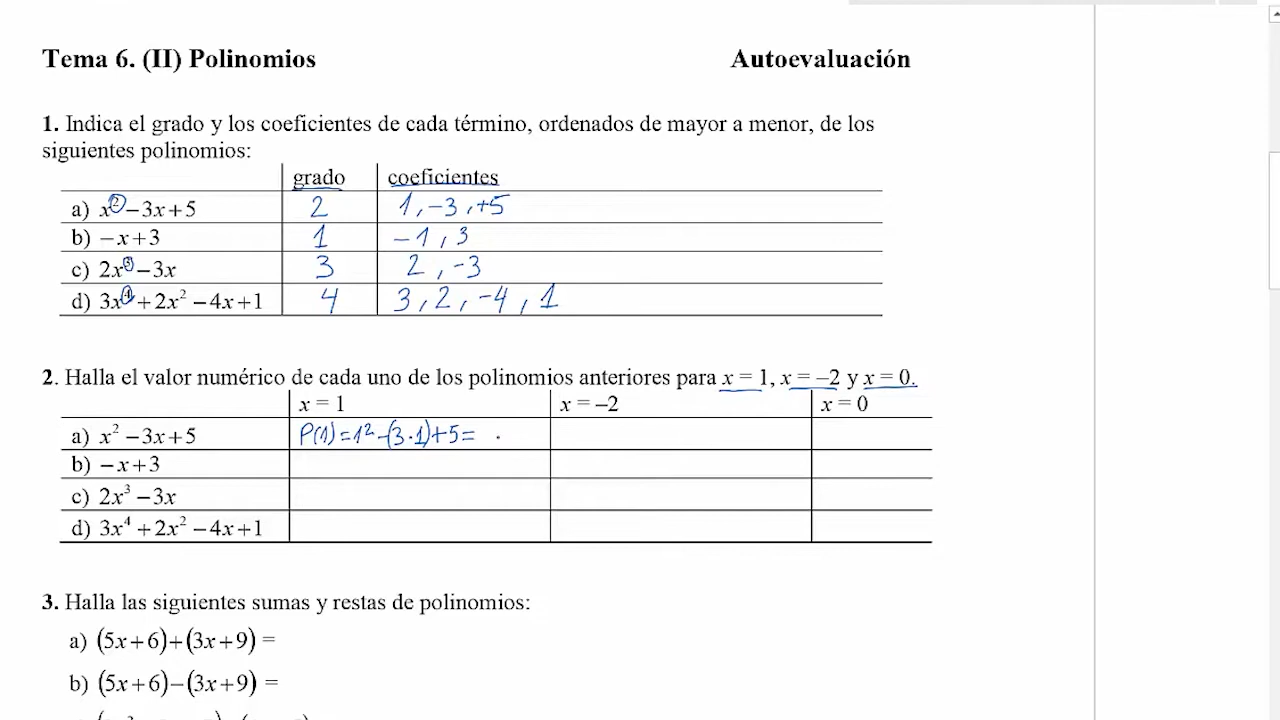 Tema 6. (II) Polinomios Autoevaluación
1. Indica el grado y los coeficientes de cada término, ordenados de mayor a menor, de los
siguientes polinomios:
grado coeficientes
a) x² − 3x + 5 2 1, −3, +5
b) − x + 3 1 −1, 3
c) 2x³ − 3x 3 2, −3
d) 3x⁴ + 2x² − 4x + 1 4 3, 2, −4, 1
2. Halla el valor numérico de cada uno de los polinomios anteriores para x = 1, x = −2 y x = 0.
x = 1 x = −2 x = 0
a) x² − 3x + 5 P(1) = 1² − (3·1) + 5 =
b) − x + 3
c) 2x³ − 3x
d) 3x⁴ + 2x² − 4x + 1
3. Halla las siguientes sumas y restas de polinomios:
a) (5x + 6) + (3x + 9) =
b) (5x + 6) − (3x + 9) =